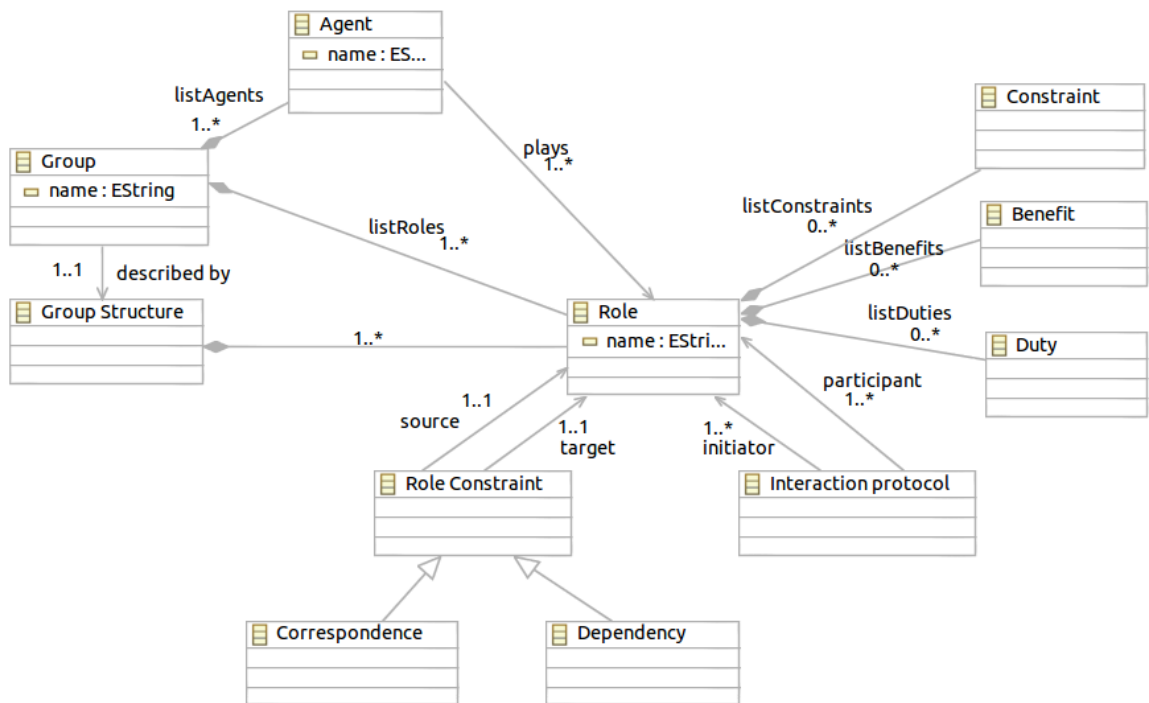 Agent
name : ES...
listAgents
1..*
Constraint
Group
name : EString
plays
1..*
listConstraints
0..*
Benefit
listRoles
1..*
listBenefits
0..*
1..1
described by
Group Structure
Role
name : EStri...
listDuties
0..*
Duty
1..*
participant
1..*
1..1
source
1..1
target
1..*
initiator
Role Constraint
Interaction protocol
Correspondence
Dependency